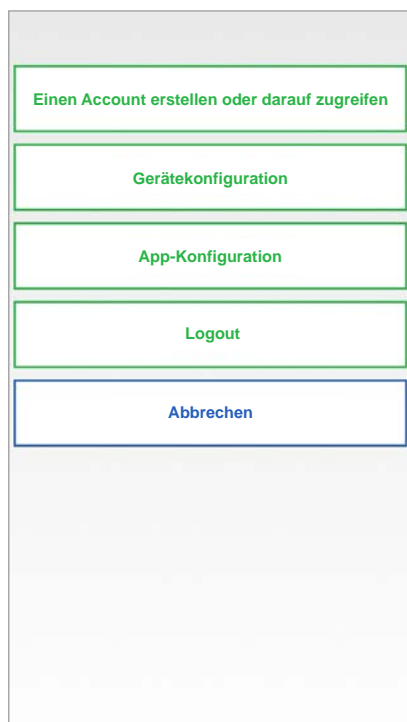 Einen Account erstellen oder darauf zugreifen
Gerätekonfiguration
App-Konfiguration
Logout
Abbrechen